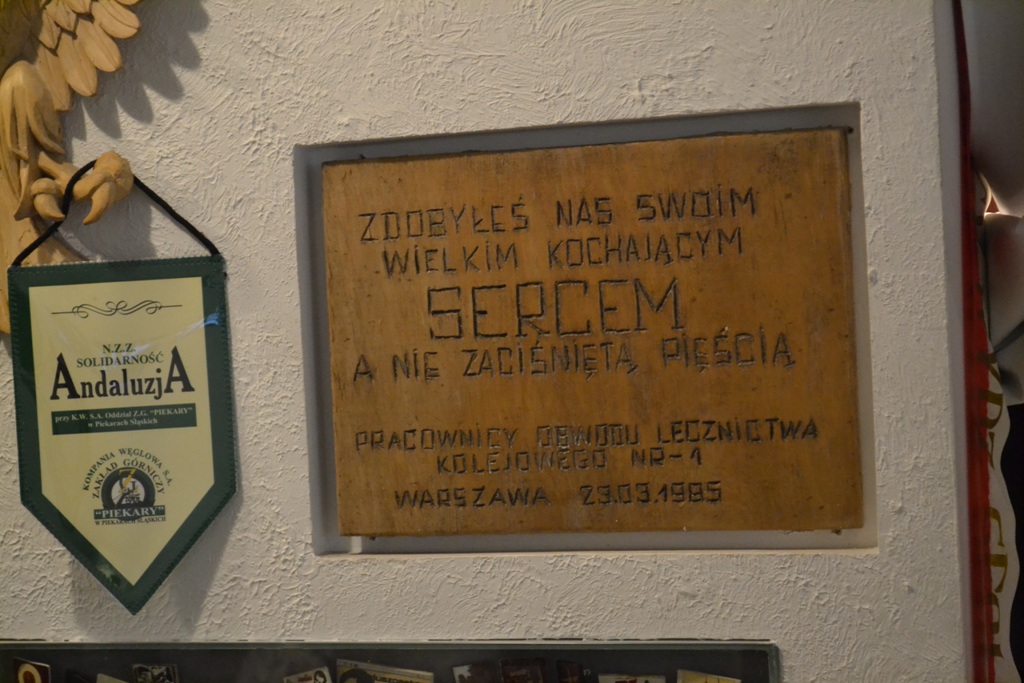 ZDOBYŁEŚ NAS SWOIM
WIELKIM KOCHAJĄCYM
SERCEM
A NIE ZACIŚNIĘTĄ PIĘŚCIĄ
PRACOWNICY OBWODU LECZNICTWA
KOLEJOWEGO NR-1
WARSZAWA 23.03.1985
N.Z.Z.
SOLIDARNOŚĆ
AndaluzjA
przy K.W. S.A. Oddział Z.G. "PIEKARY"
w Piekarach Śląskich
KOMPANIA WĘGLOWA S.A.
ZAKŁAD GÓRNICZY
"PIEKARY"
W PIEKARACH ŚLĄSKICH